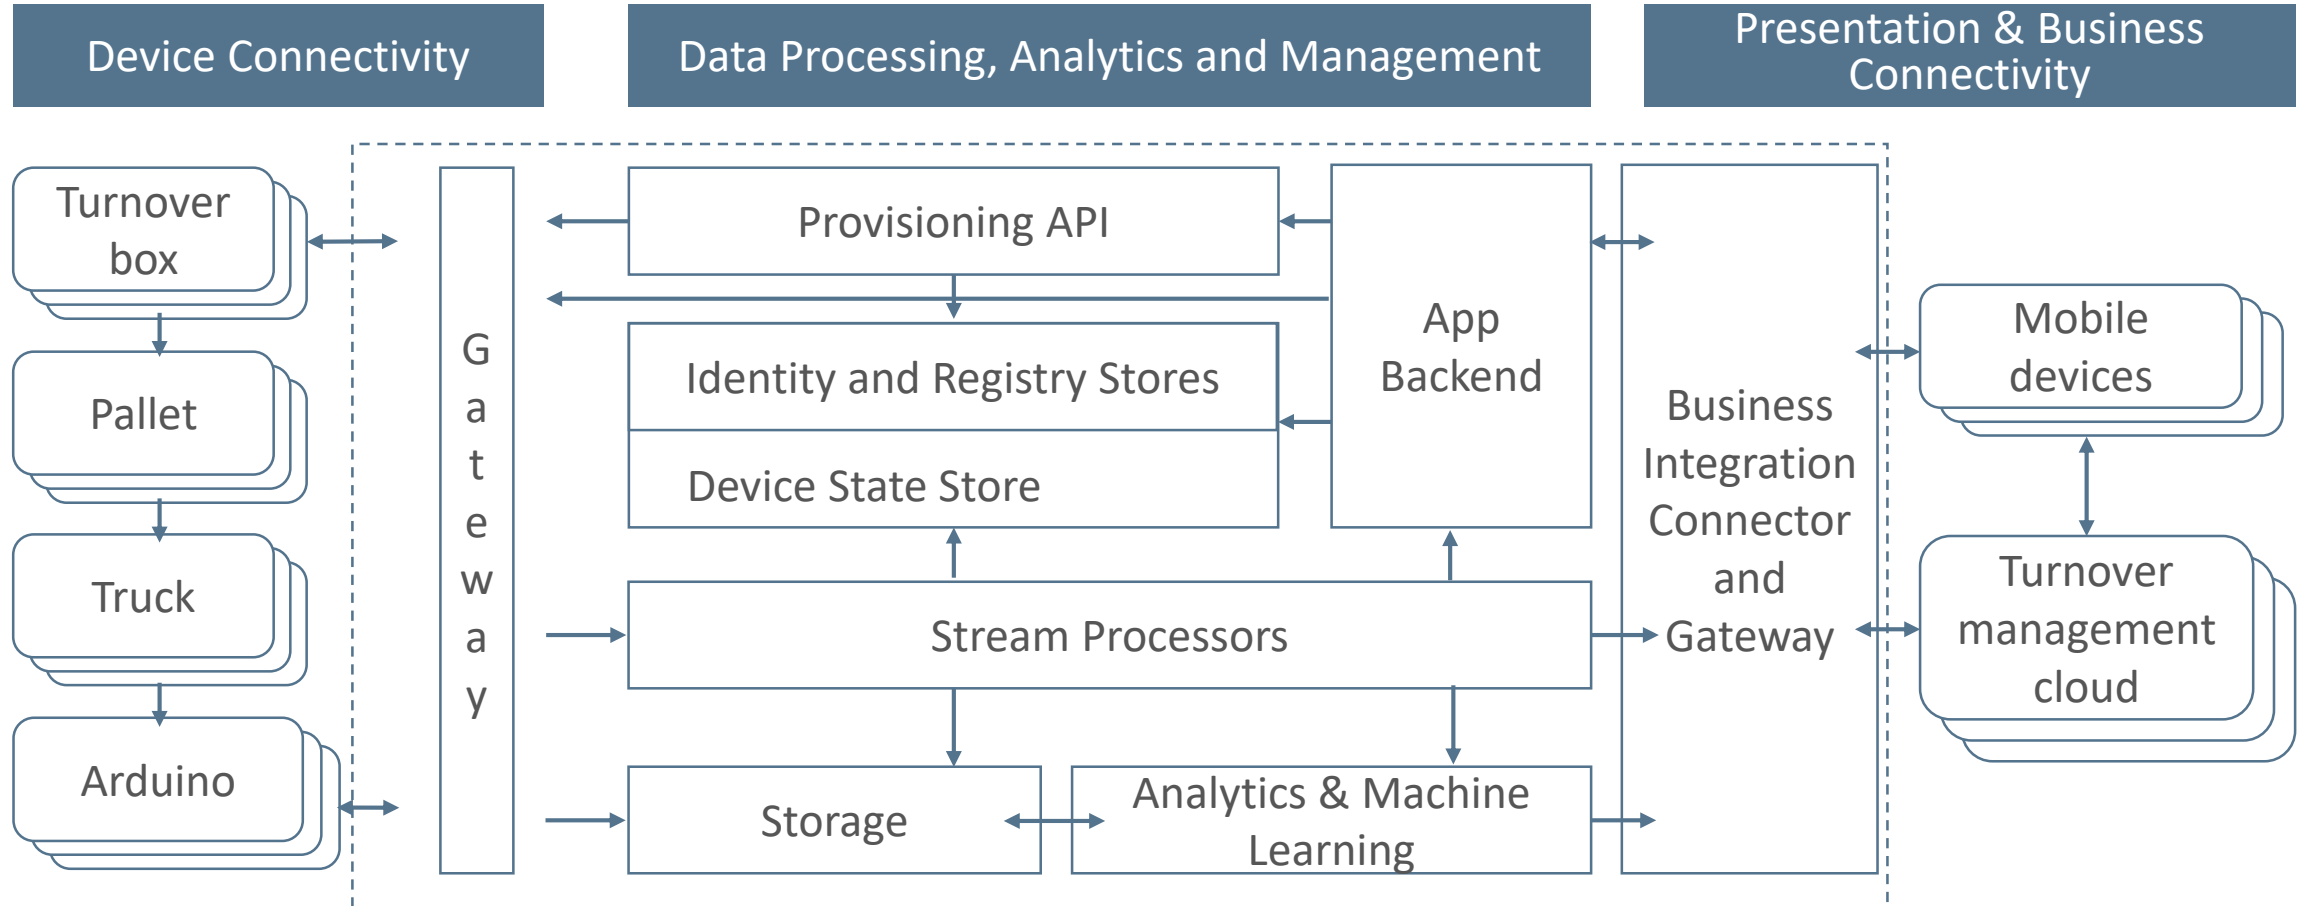 Device Connectivity
Data Processing, Analytics and Management
Presentation & Business
Connectivity
Turnover
box
Pallet
Truck
Arduino
G
a
t
e
w
a
y
Provisioning API
Identity and Registry Stores
Device State Store
App
Backend
Stream Processors
Storage
Analytics & Machine
Learning
Business
Integration
Connector
and
Gateway
Mobile
devices
Turnover
management
cloud